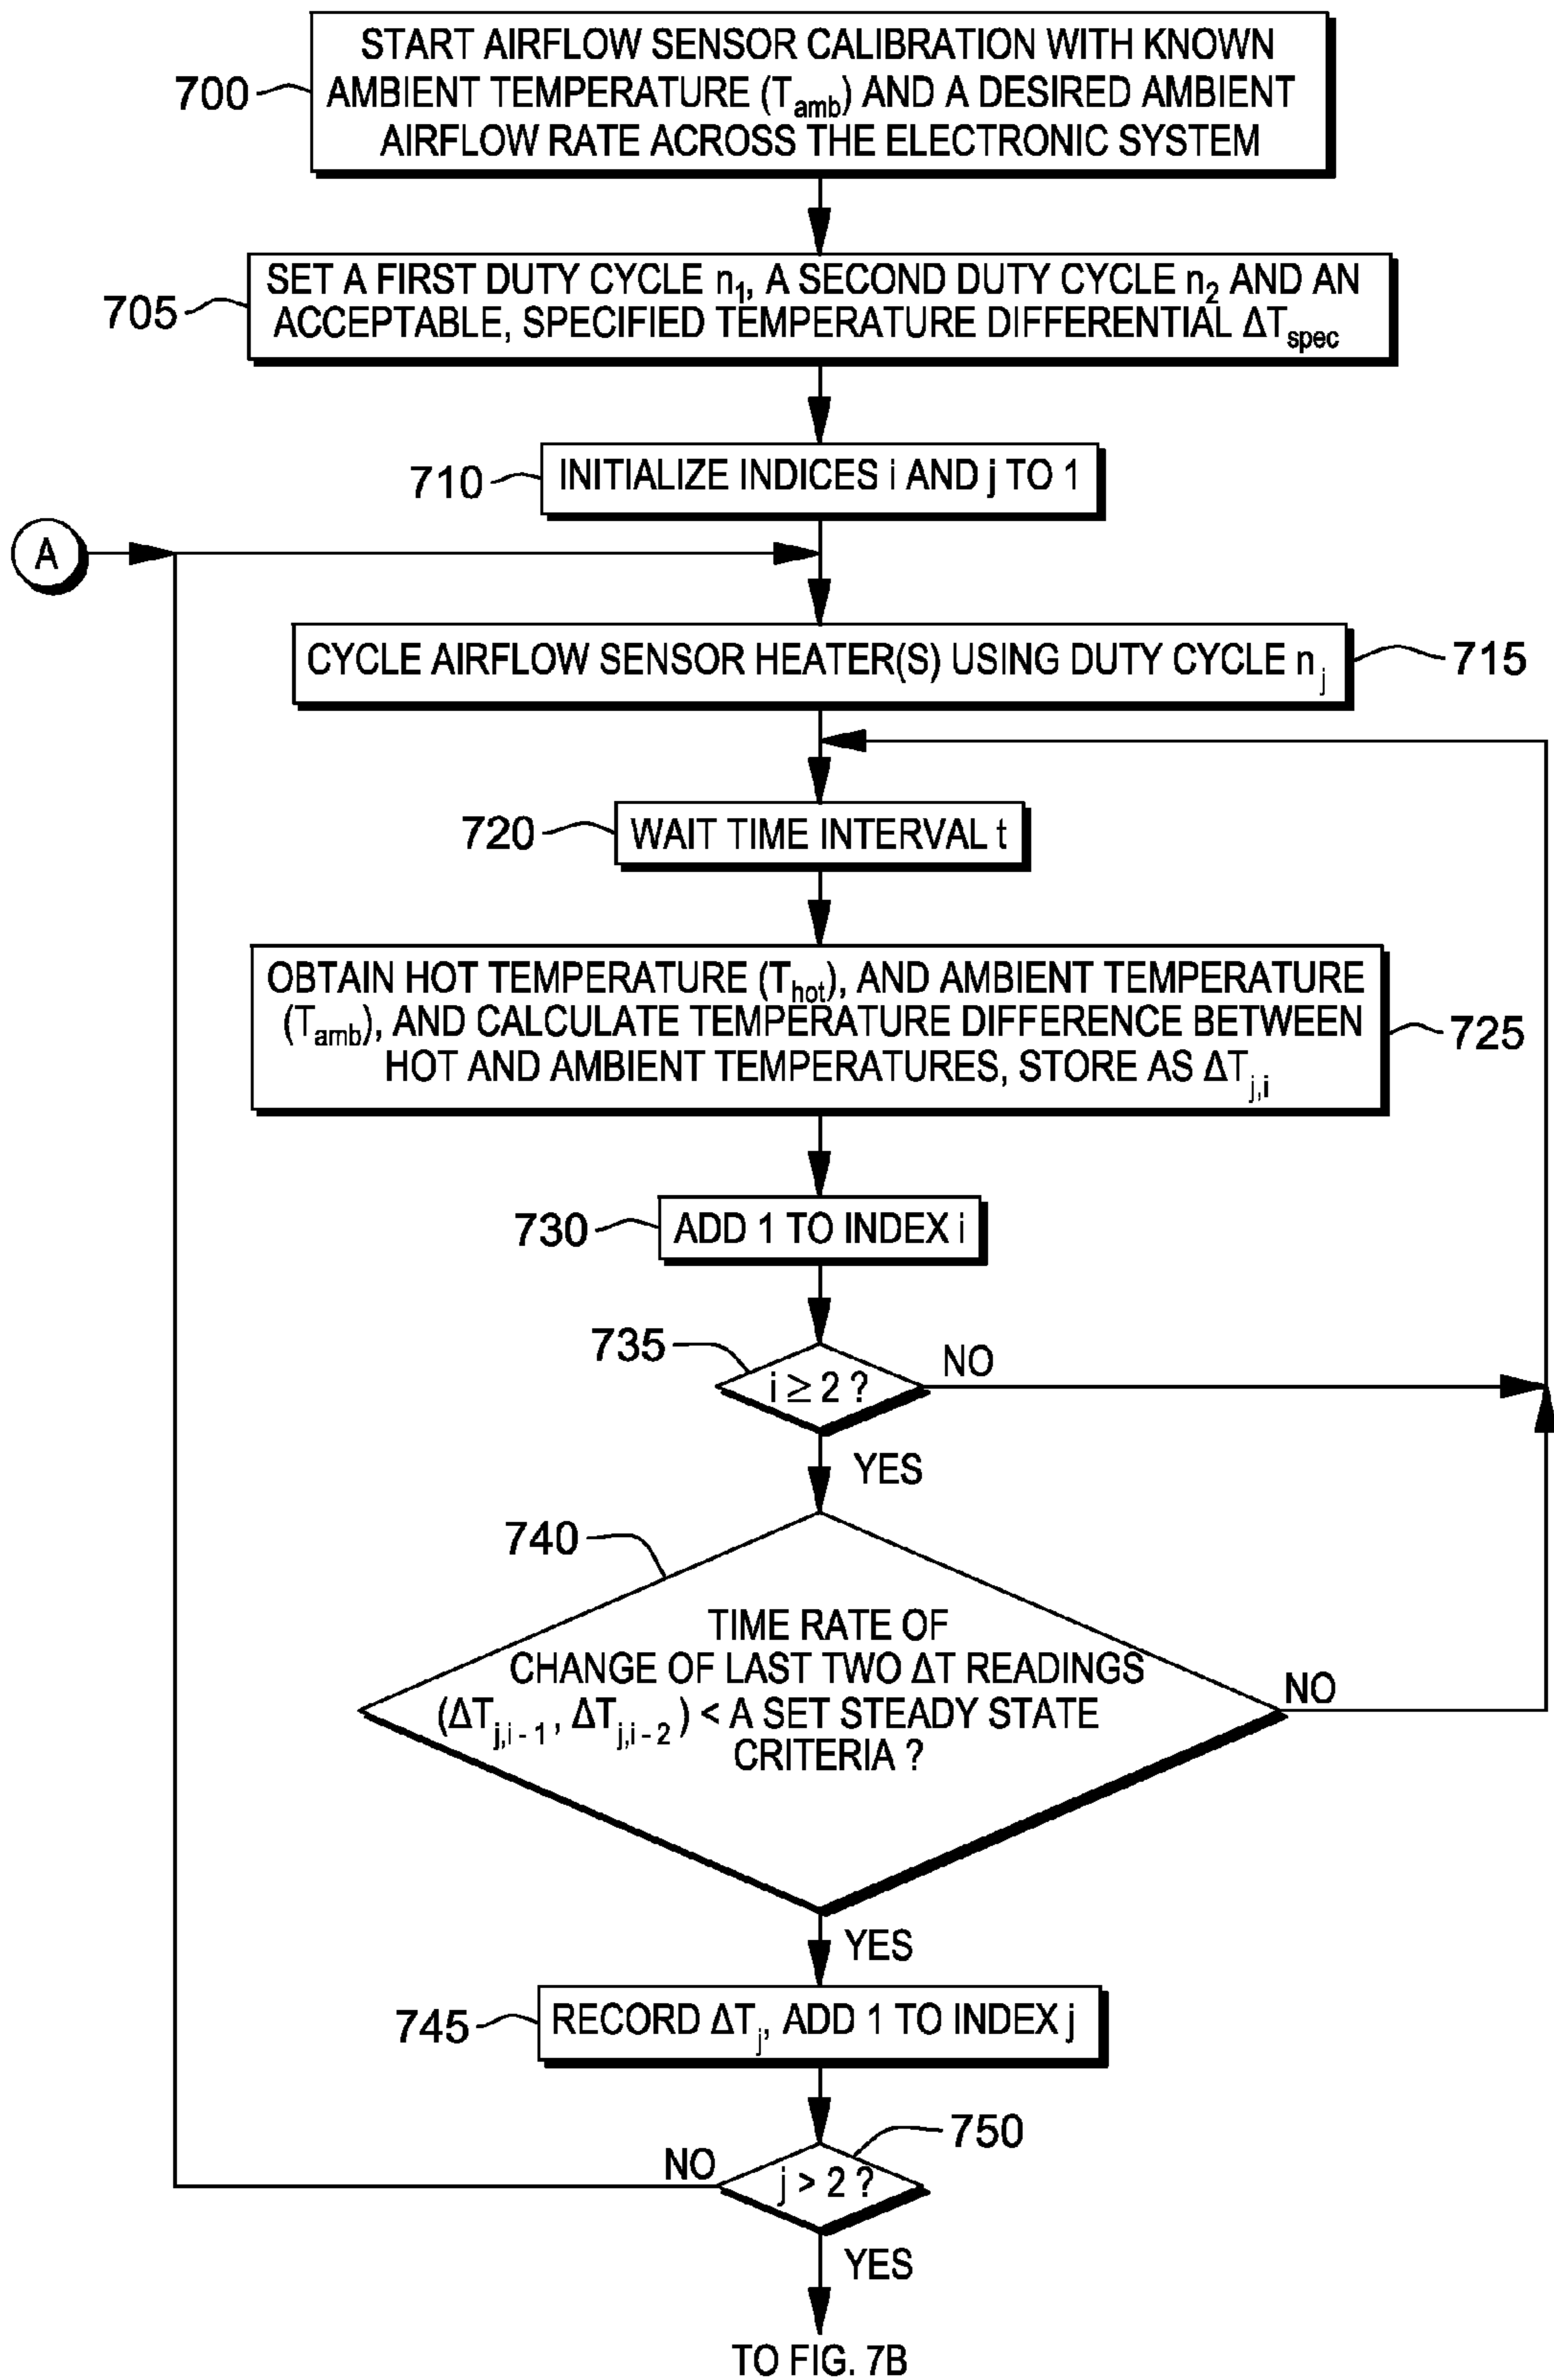 START AIRFLOW SENSOR CALIBRATION WITH KNOWN
700
AMBIENT TEMPERATURE (Tamb) AND A DESIRED AMBIENT
AIRFLOW RATE ACROSS THE ELECTRONIC SYSTEM
SET A FIRST DUTY CYCLE n1, A SECOND DUTY CYCLE n2 AND AN
705
ACCEPTABLE, SPECIFIED TEMPERATURE DIFFERENTIAL ΔTspec
710
INITIALIZE INDICES i AND j TO 1
A
CYCLE AIRFLOW SENSOR HEATER(S) USING DUTY CYCLE nj
715
720
WAIT TIME INTERVAL t
OBTAIN HOT TEMPERATURE (Thot), AND AMBIENT TEMPERATURE
(Tamb), AND CALCULATE TEMPERATURE DIFFERENCE BETWEEN
725
HOT AND AMBIENT TEMPERATURES, STORE AS ΔTj,i
730
ADD 1 TO INDEX i
735
i ≥ 2 ?
NO
YES
740
TIME RATE OF
CHANGE OF LAST TWO ΔT READINGS
(ΔTj,i-1, ΔTj,i-2) < A SET STEADY STATE
CRITERIA ?
NO
YES
745
RECORD ΔTj, ADD 1 TO INDEX j
750
NO
j > 2 ?
YES
TO FIG. 7B